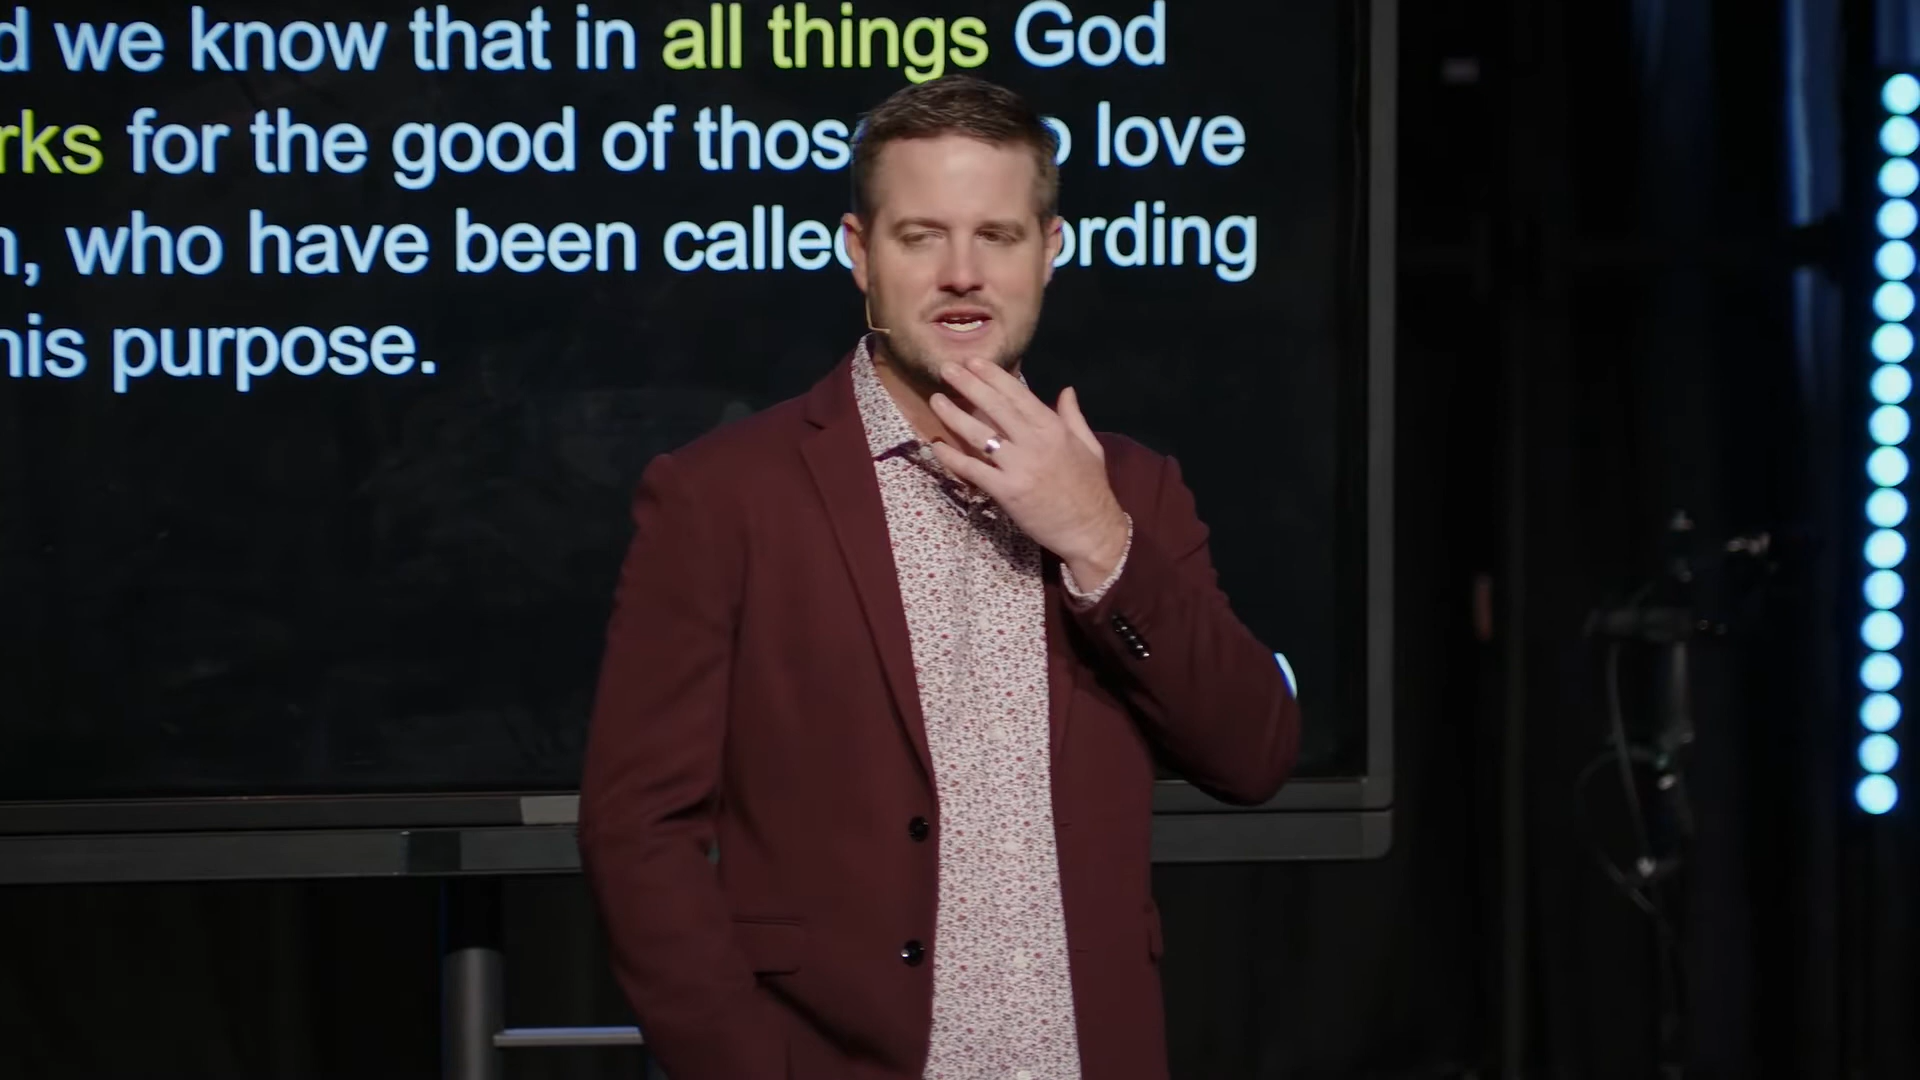 d we know that in all things God
rks for the good of thos o love
, who have been called ording
his purpose.